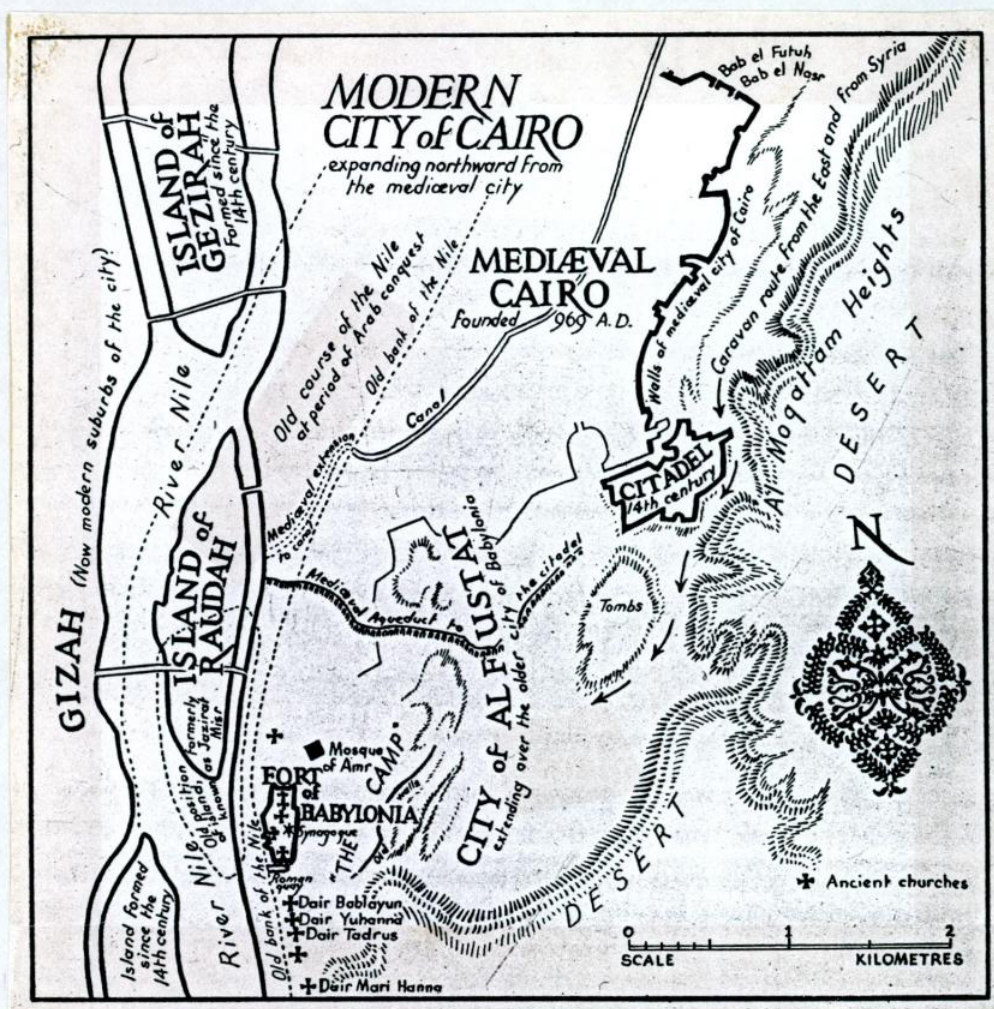 MODERN
CITY of CAIRO
expanding northward from
the mediæval city
Bab el Futuh
Bab el Nasr
ISLAND of
GEZIRAH
Formed since the
14th century
MEDIÆVAL
CAIRO
founded 969 A.D.
Walls of mediæval city of Cairo
Caravan route from the East and from Syria
Al Moqattam Heights
DESERT
Old course of the Nile
at period of Arab conquest
Old bank of the Nile
Canal
Mediæval extension
to canal
GIZAH (Now modern suburbs of the city)
River Nile
CITADEL
14th century
N
ISLAND of
RAUDAH
formerly
as Jazirat
Misr
Mediæval Aqueduct to the citadel
Tombs
CITY of AL FUSTAT
extending over the older city of Babylonia
Mosque
of Amr
FORT
of
BABYLONIA
Synagogue
Roman
quay
"THE CAMP"
Old position
of island,
known
River Nile
Old bank of the Nile
Dair Bablayun
Dair Yuhanna
Dair Tadrus
Dair Mari Hanna
Island formed
since the
14th century
DESERT
Ancient churches
0 1 2
SCALE KILOMETRES